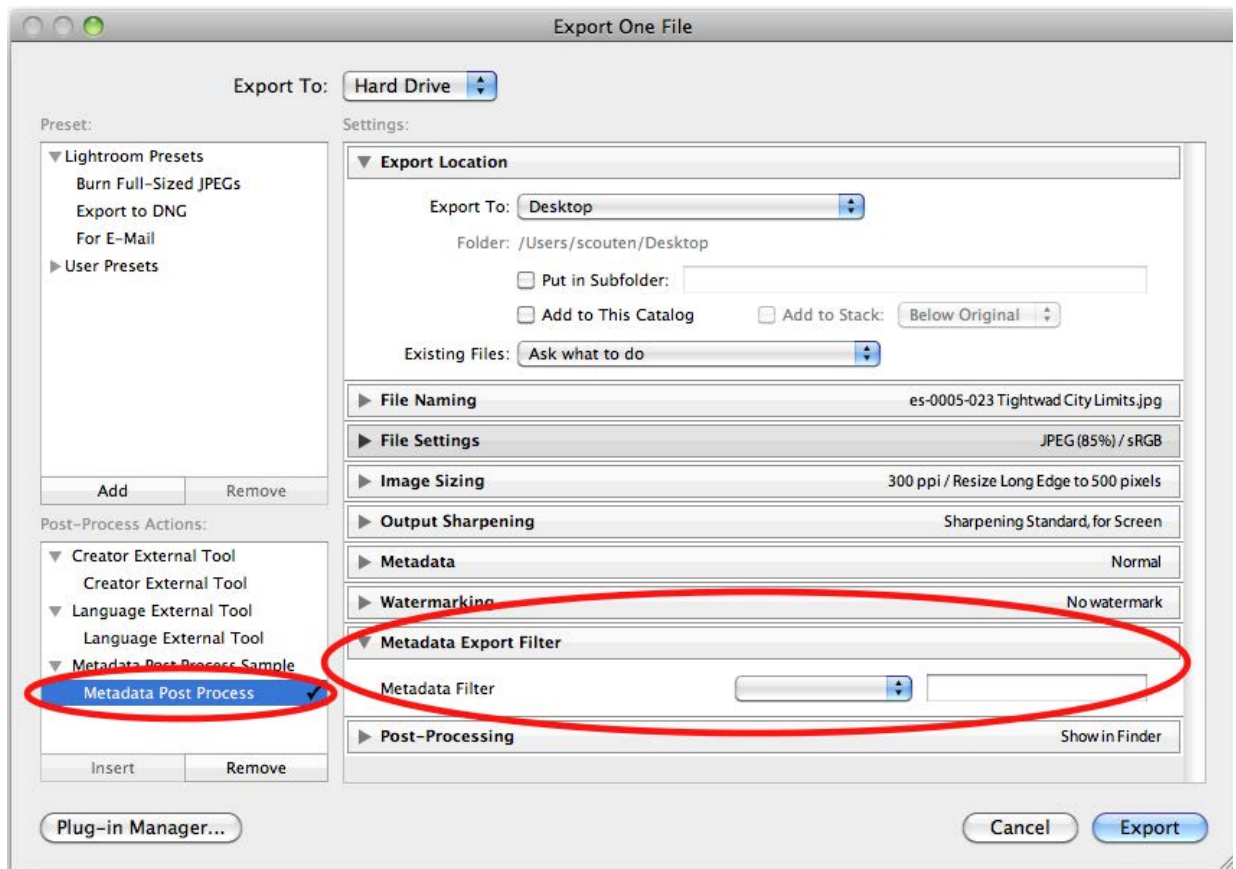 Export One File
Export To: Hard Drive
Preset:
Lightroom Presets
Burn Full-Sized JPEGs
Export to DNG
For E-Mail
User Presets
Add Remove
Post-Process Actions:
Creator External Tool
Creator External Tool
Language External Tool
Language External Tool
Metadata Post Process Sample
Metadata Post Process
Insert Remove
Settings:
Export Location
Export To: Desktop
Folder: /Users/scouten/Desktop
Put in Subfolder:
Add to This Catalog Add to Stack: Below Original
Existing Files: Ask what to do
File Naming es-0005-023 Tightwad City Limits.jpg
File Settings JPEG (85%) / sRGB
Image Sizing 300 ppi / Resize Long Edge to 500 pixels
Output Sharpening Sharpening Standard, for Screen
Metadata Normal
Watermarking No watermark
Metadata Export Filter
Metadata Filter
Post-Processing Show in Finder
Plug-in Manager... Cancel Export